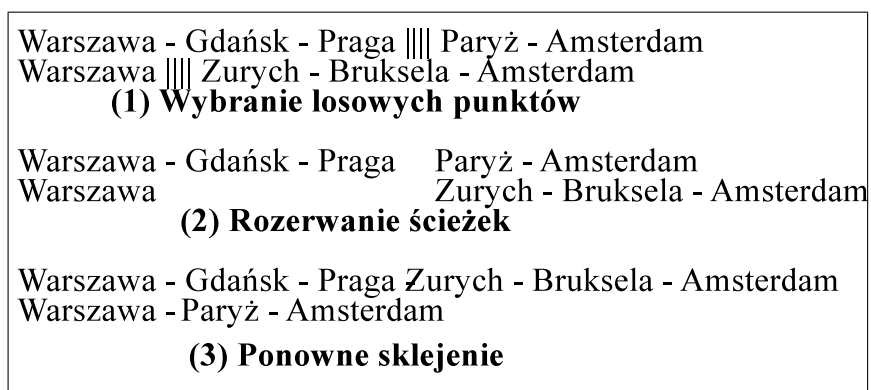 Warszawa - Gdańsk - Praga |||| Paryż - Amsterdam
Warszawa |||| Zurych - Bruksela - Amsterdam
(1) Wybranie losowych punktów
Warszawa - Gdańsk - Praga Paryż - Amsterdam
Warszawa Zurych - Bruksela - Amsterdam
(2) Rozerwanie ścieżek
Warszawa - Gdańsk - Praga - Zurych - Bruksela - Amsterdam
Warszawa - Paryż - Amsterdam
(3) Ponowne sklejenie